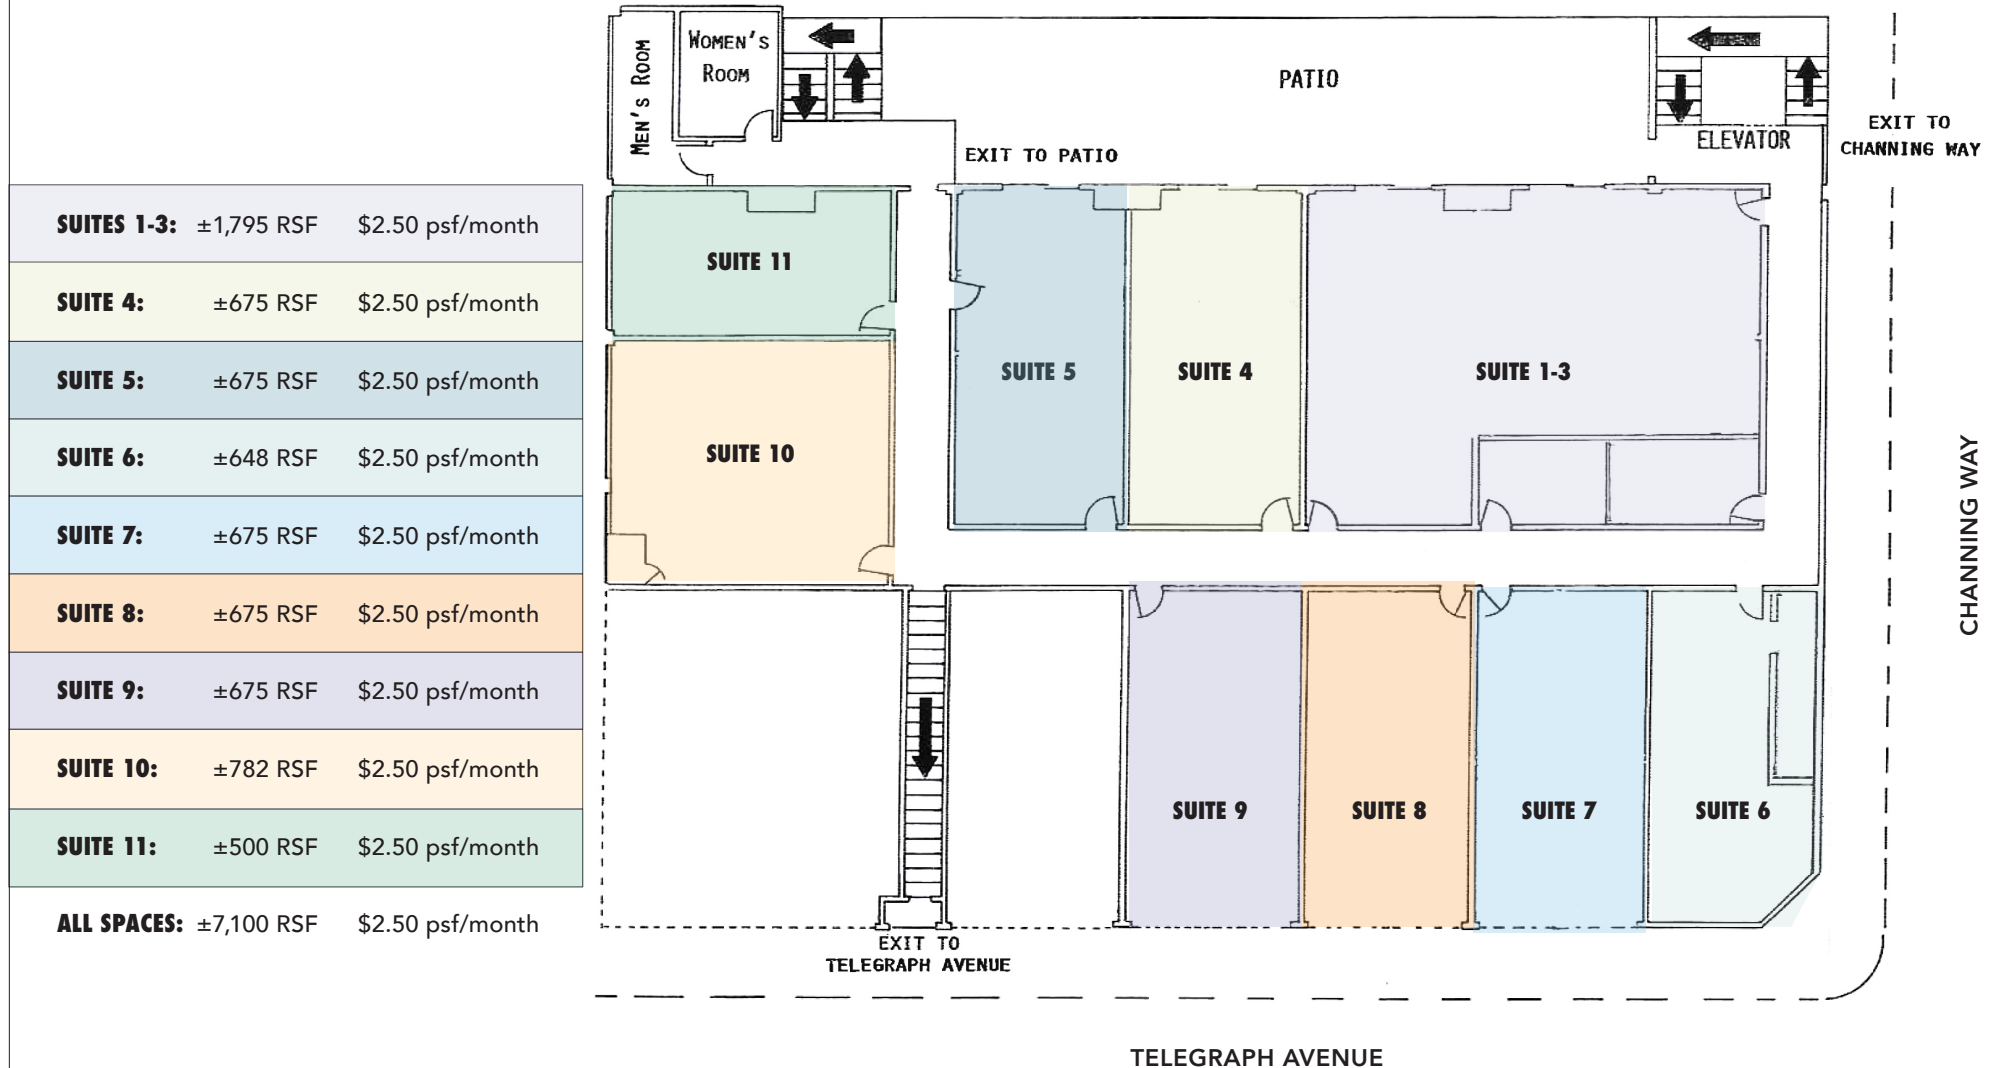 SUITES 1-3: ±1,795 RSF $2.50 psf/month
SUITE 4: ±675 RSF $2.50 psf/month
SUITE 5: ±675 RSF $2.50 psf/month
SUITE 6: ±648 RSF $2.50 psf/month
SUITE 7: ±675 RSF $2.50 psf/month
SUITE 8: ±675 RSF $2.50 psf/month
SUITE 9: ±675 RSF $2.50 psf/month
SUITE 10: ±782 RSF $2.50 psf/month
SUITE 11: ±500 RSF $2.50 psf/month
ALL SPACES: ±7,100 RSF $2.50 psf/month
MEN'S ROOM
WOMEN'S
ROOM
PATIO
EXIT TO PATIO
ELEVATOR
EXIT TO
CHANNING WAY
SUITE 11
SUITE 5
SUITE 4
SUITE 1-3
SUITE 10
CHANNING WAY
SUITE 9
SUITE 8
SUITE 7
SUITE 6
EXIT TO
TELEGRAPH AVENUE
TELEGRAPH AVENUE